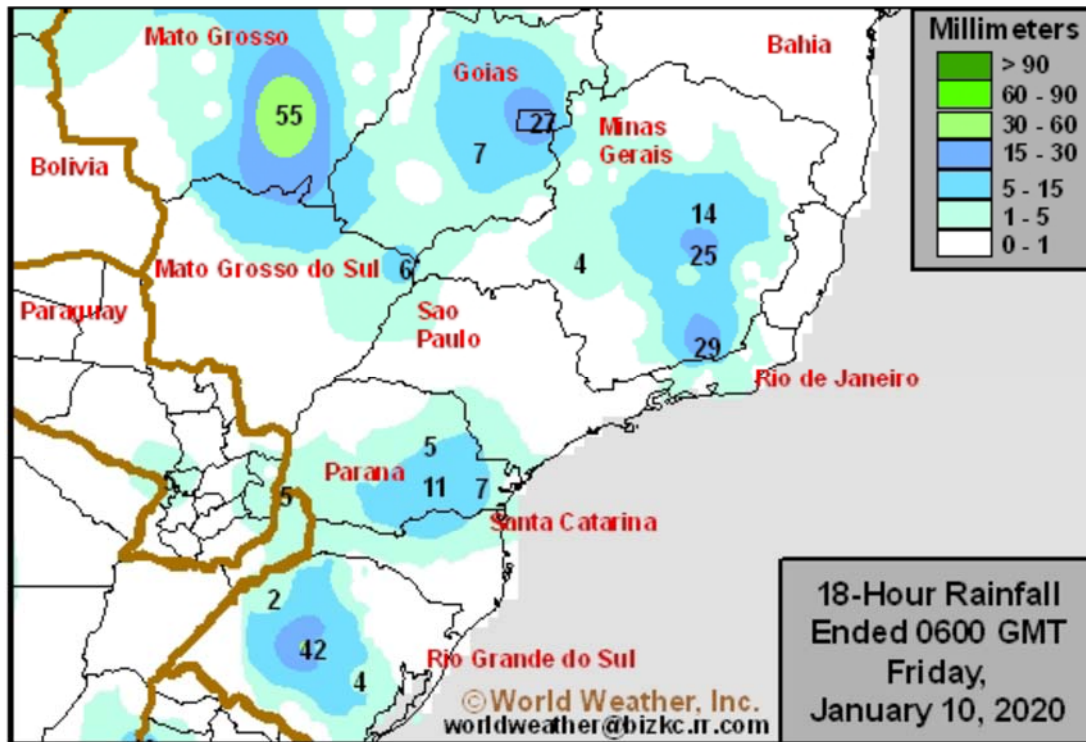 Mato Grosso
Bahia
Millimeters
> 90
60 - 90
30 - 60
15 - 30
5 - 15
1 - 5
0 - 1
Goias
55
27
7
Minas
Gerais
Bolivia
14
25
4
Mato Grosso do Sul
6
Paraguay
Sao
Paulo
29
Rio de Janeiro
5
Parana
11
7
5
5
Santa Catarina
2
42
4
Rio Grande do Sul
©World Weather, Inc.
worldweather@bizkc.rr.com
18-Hour Rainfall
Ended 0600 GMT
Friday,
January 10, 2020